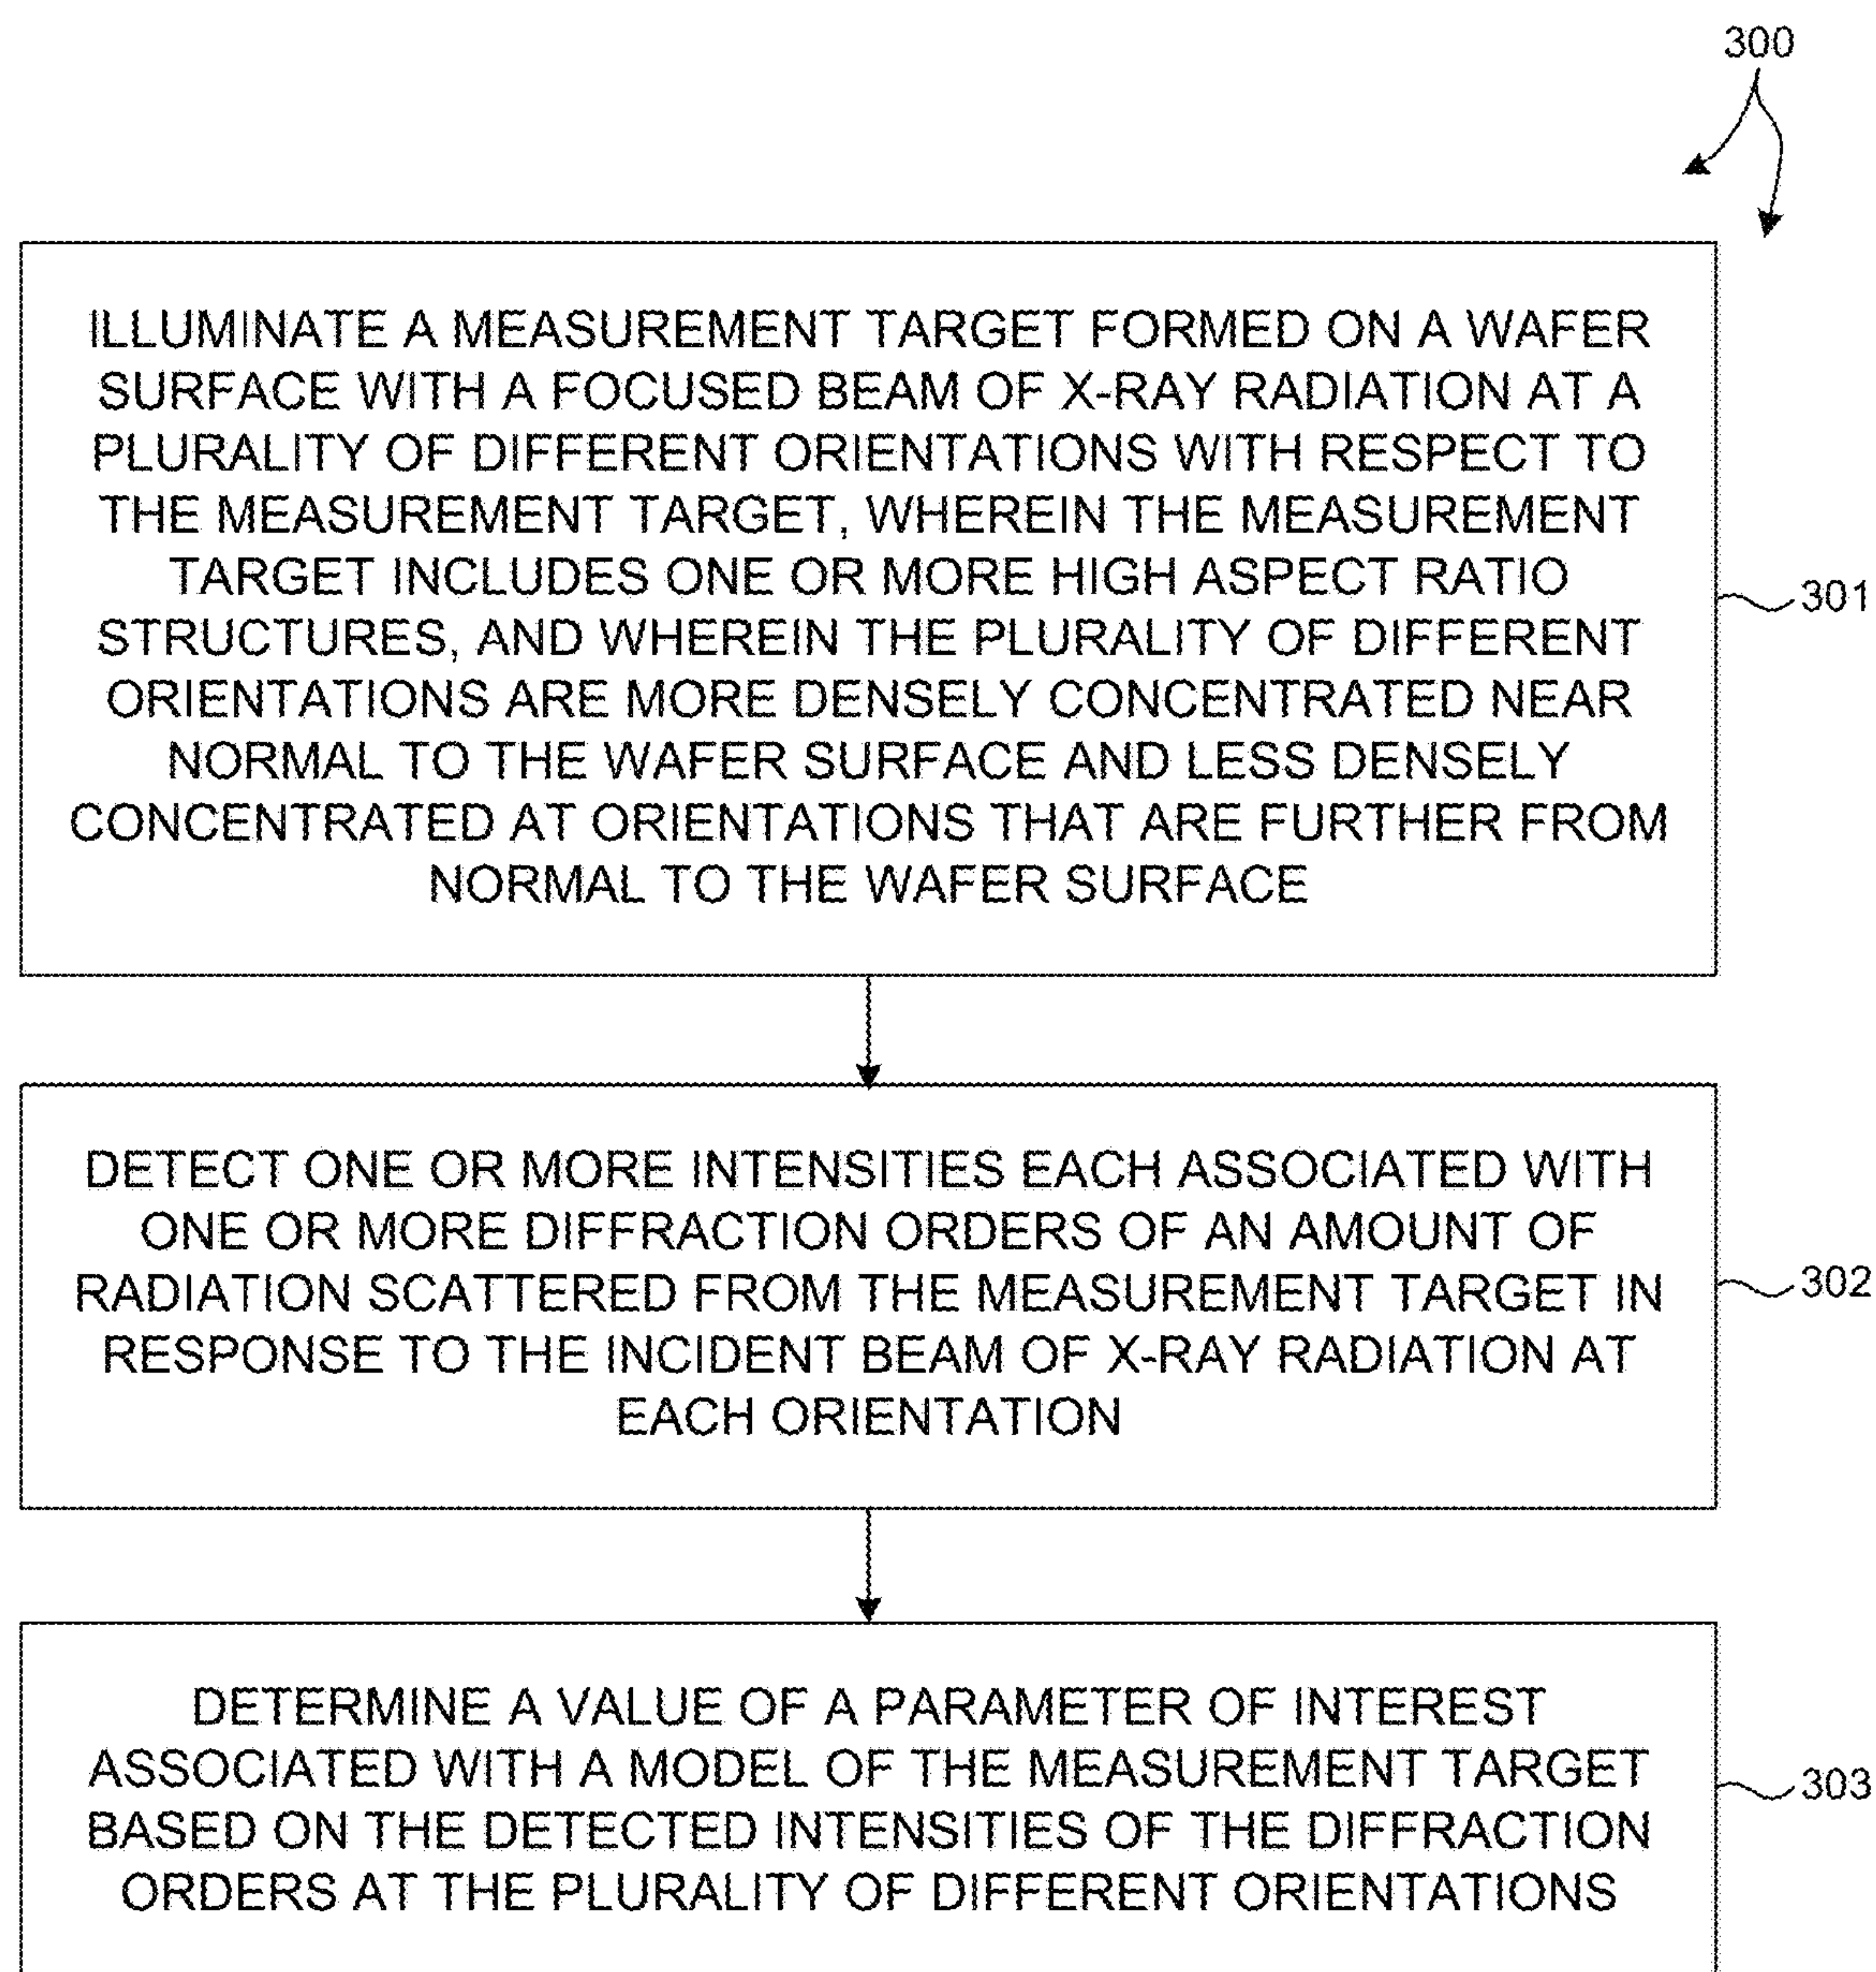 300
ILLUMINATE A MEASUREMENT TARGET FORMED ON A WAFER
SURFACE WITH A FOCUSED BEAM OF X-RAY RADIATION AT A
PLURALITY OF DIFFERENT ORIENTATIONS WITH RESPECT TO
THE MEASUREMENT TARGET, WHEREIN THE MEASUREMENT
TARGET INCLUDES ONE OR MORE HIGH ASPECT RATIO
STRUCTURES, AND WHEREIN THE PLURALITY OF DIFFERENT
ORIENTATIONS ARE MORE DENSELY CONCENTRATED NEAR
NORMAL TO THE WAFER SURFACE AND LESS DENSELY
CONCENTRATED AT ORIENTATIONS THAT ARE FURTHER FROM
NORMAL TO THE WAFER SURFACE
301
DETECT ONE OR MORE INTENSITIES EACH ASSOCIATED WITH
ONE OR MORE DIFFRACTION ORDERS OF AN AMOUNT OF
RADIATION SCATTERED FROM THE MEASUREMENT TARGET IN
RESPONSE TO THE INCIDENT BEAM OF X-RAY RADIATION AT
EACH ORIENTATION
302
DETERMINE A VALUE OF A PARAMETER OF INTEREST
ASSOCIATED WITH A MODEL OF THE MEASUREMENT TARGET
BASED ON THE DETECTED INTENSITIES OF THE DIFFRACTION
ORDERS AT THE PLURALITY OF DIFFERENT ORIENTATIONS
303